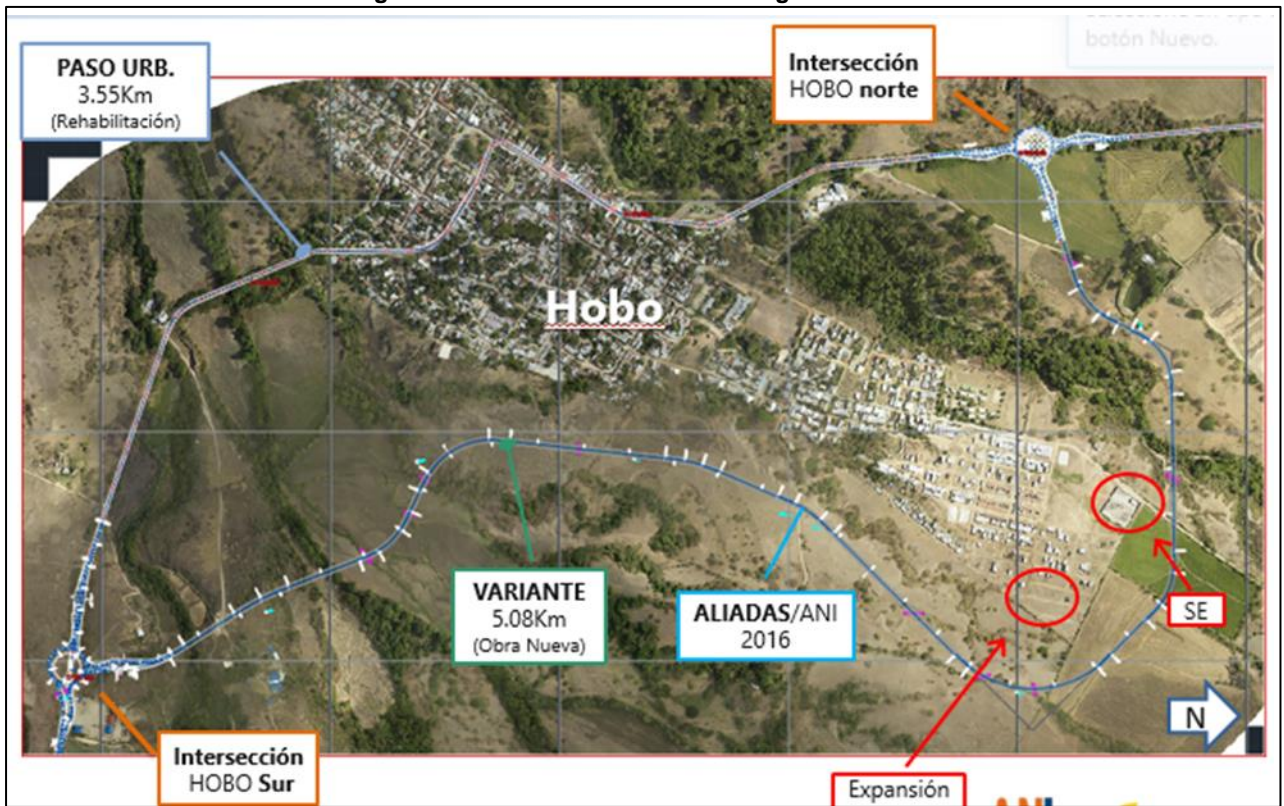 botón Nuevo.
PASO URB.
3.55Km
(Rehabilitación)
Intersección
HOBO norte
Hobo
VARIANTE
5.08Km
(Obra Nueva)
ALIADAS/ANI
2016
SE
N
Intersección
HOBO Sur
Expansión